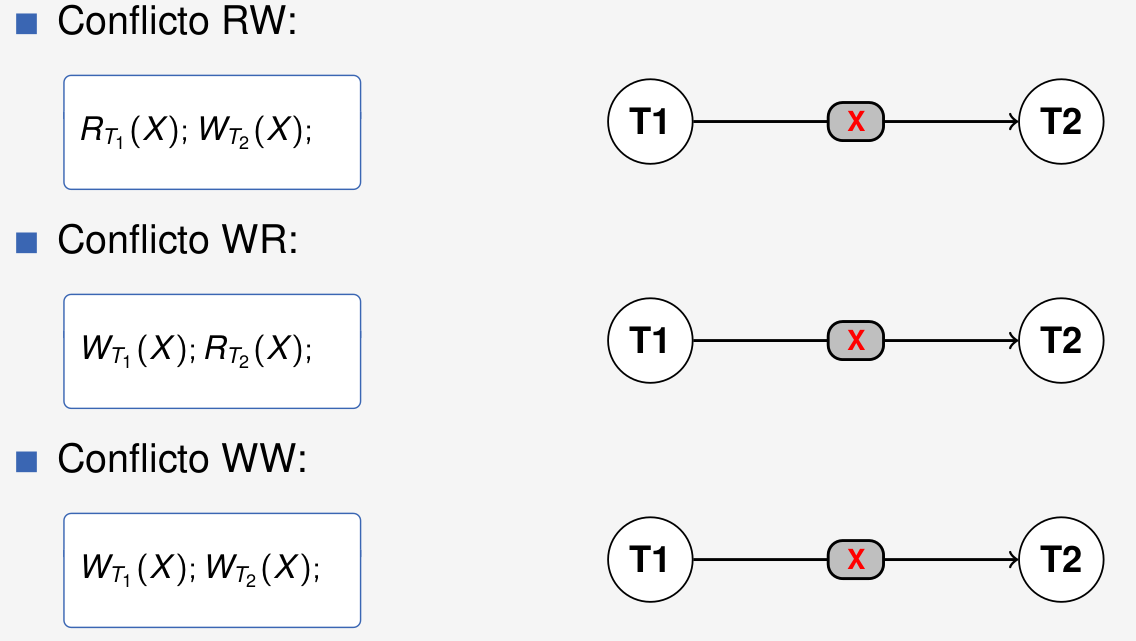 Conflicto RW:
R_{T_1}(X); W_{T_2}(X);
T1 X T2
Conflicto WR:
W_{T_1}(X); R_{T_2}(X);
T1 X T2
Conflicto WW:
W_{T_1}(X); W_{T_2}(X);
T1 X T2